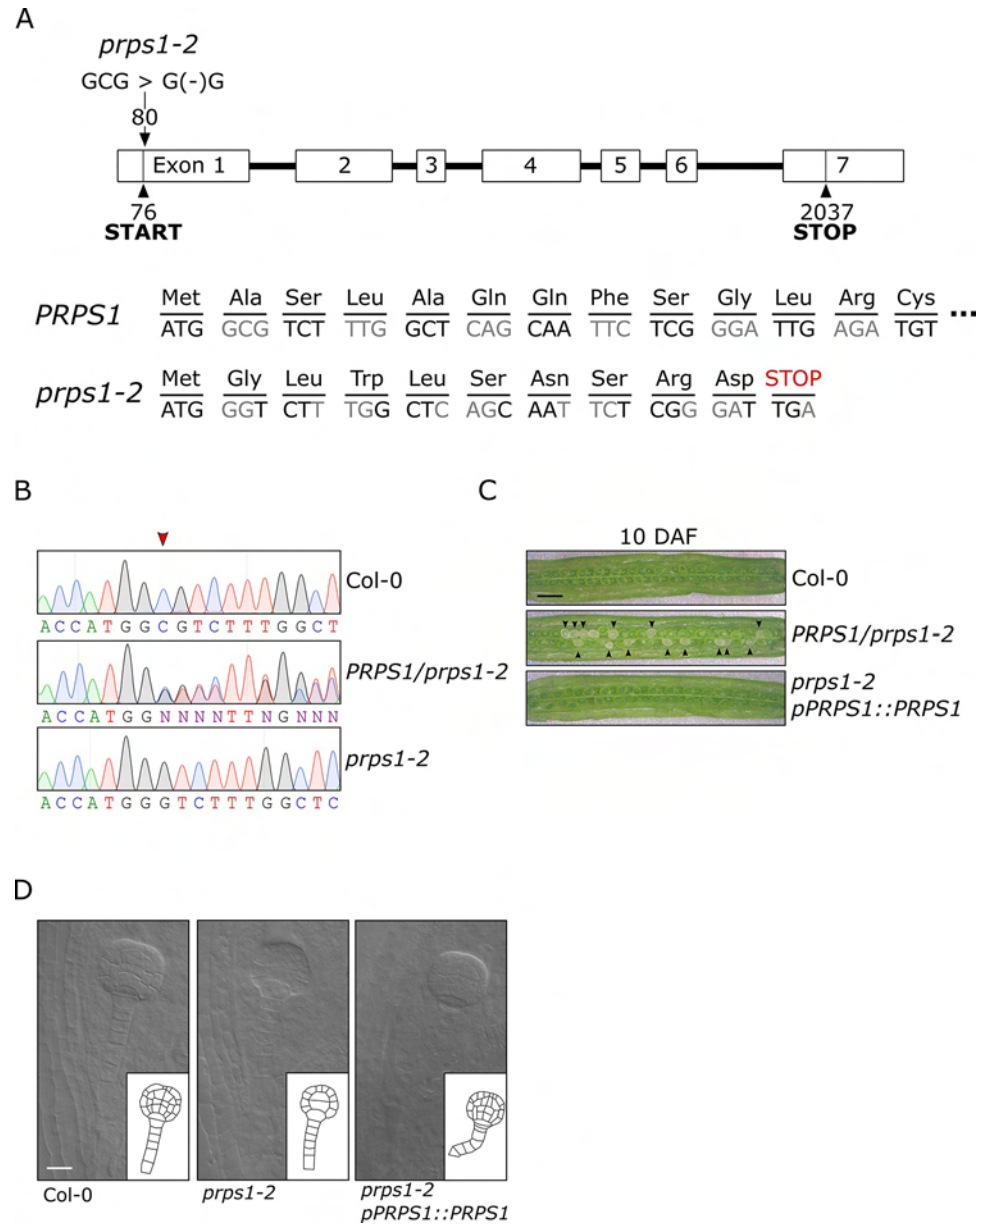 A
prps1-2
GCG > G(-)G
80
Exon 1 2 3 4 5 6 7
76 2037
START STOP
Met Ala Ser Leu Ala Gln Gln Phe Ser Gly Leu Arg Cys
PRPS1 ATG GCG TCT TTG GCT CAG CAA TTC TCG GGA TTG AGA TGT ...
Met Gly Leu Trp Leu Ser Asn Ser Arg Asp STOP
prps1-2 ATG GGT CTT TGG CTC AGC AAT TCT CGG GAT TGA
B
Col-0
ACCATGGCGTCTTTGGCT
PRPS1/prps1-2
ACCATGGNNNNTTNGNNN
prps1-2
ACCATGGGTCTTTGGCTC
C
10 DAF
Col-0
PRPS1/prps1-2
prps1-2
pPRPS1::PRPS1
D
Col-0 prps1-2 prps1-2
pPRPS1::PRPS1